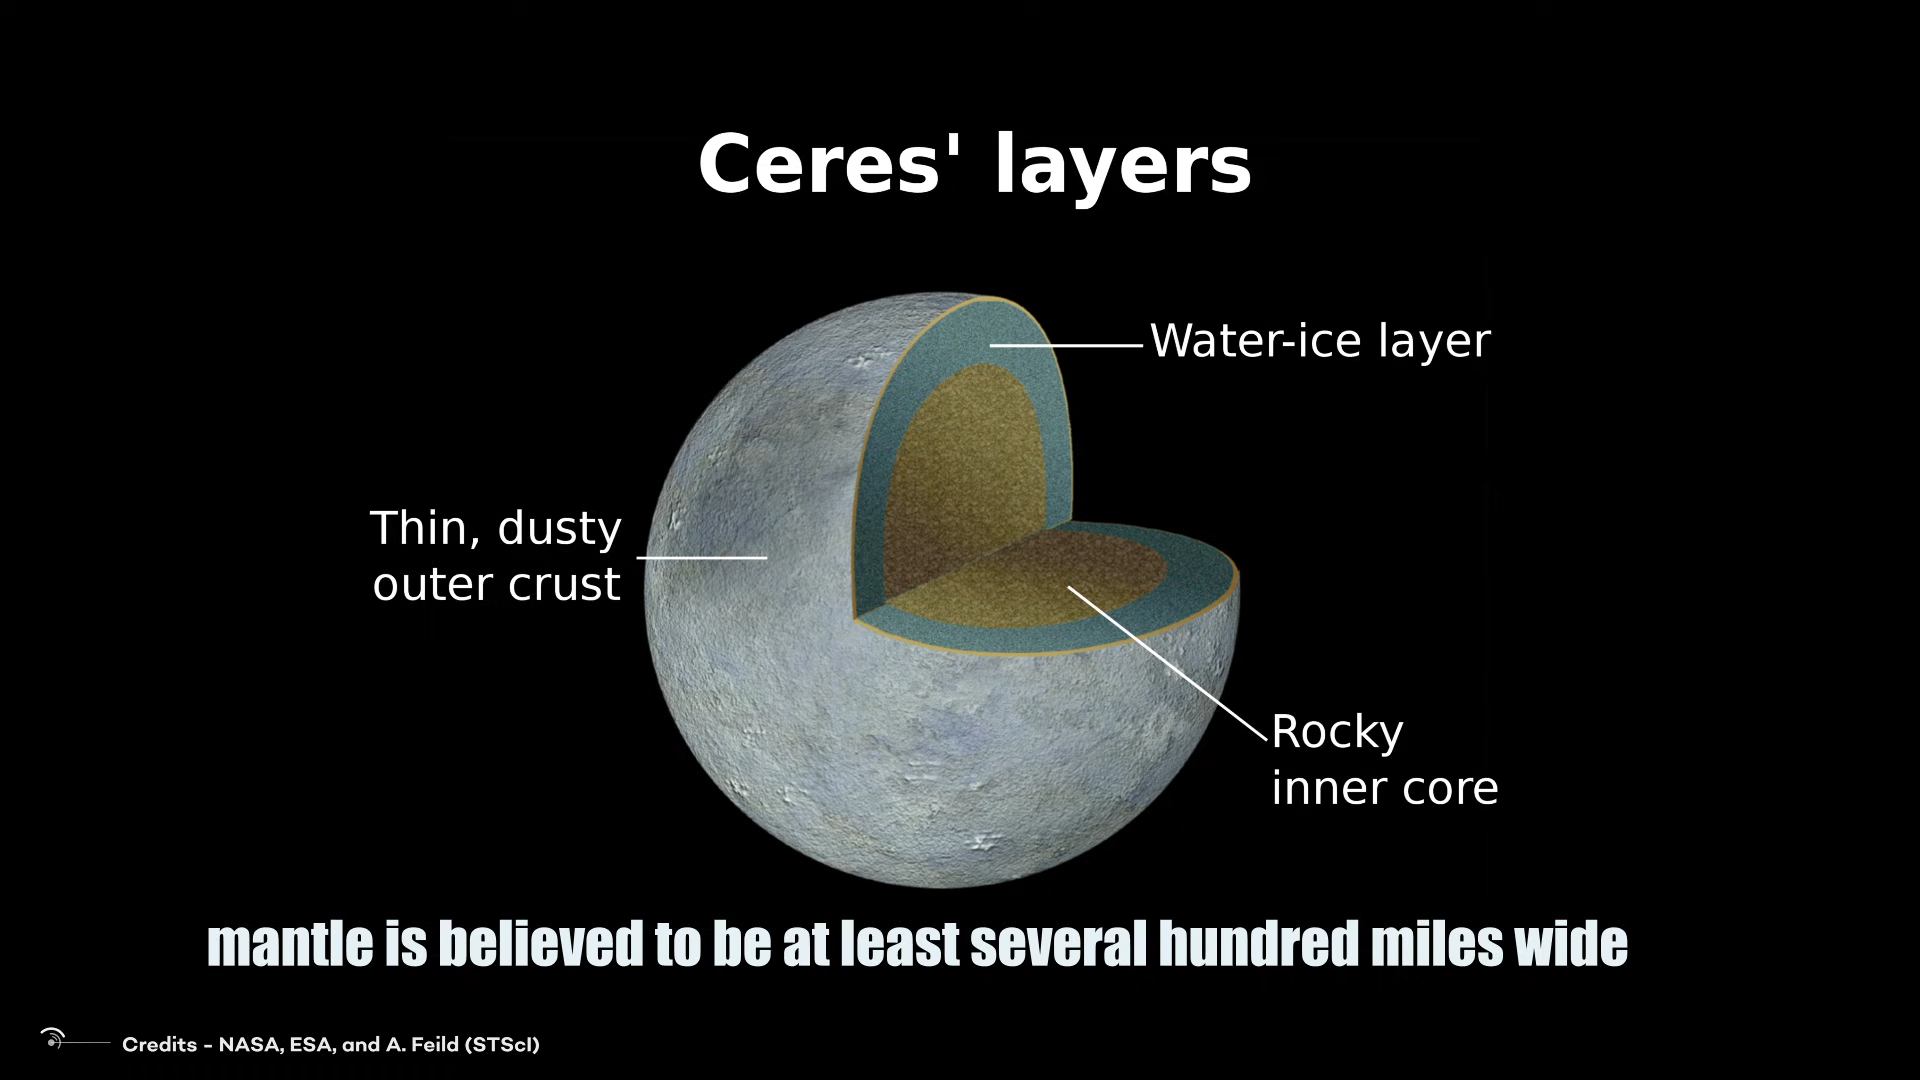 Ceres' layers
Water-ice layer
Thin, dusty
outer crust
Rocky
inner core
mantle is believed to be at least several hundred miles wide
Credits - NASA, ESA, and A. Feild (STScI)